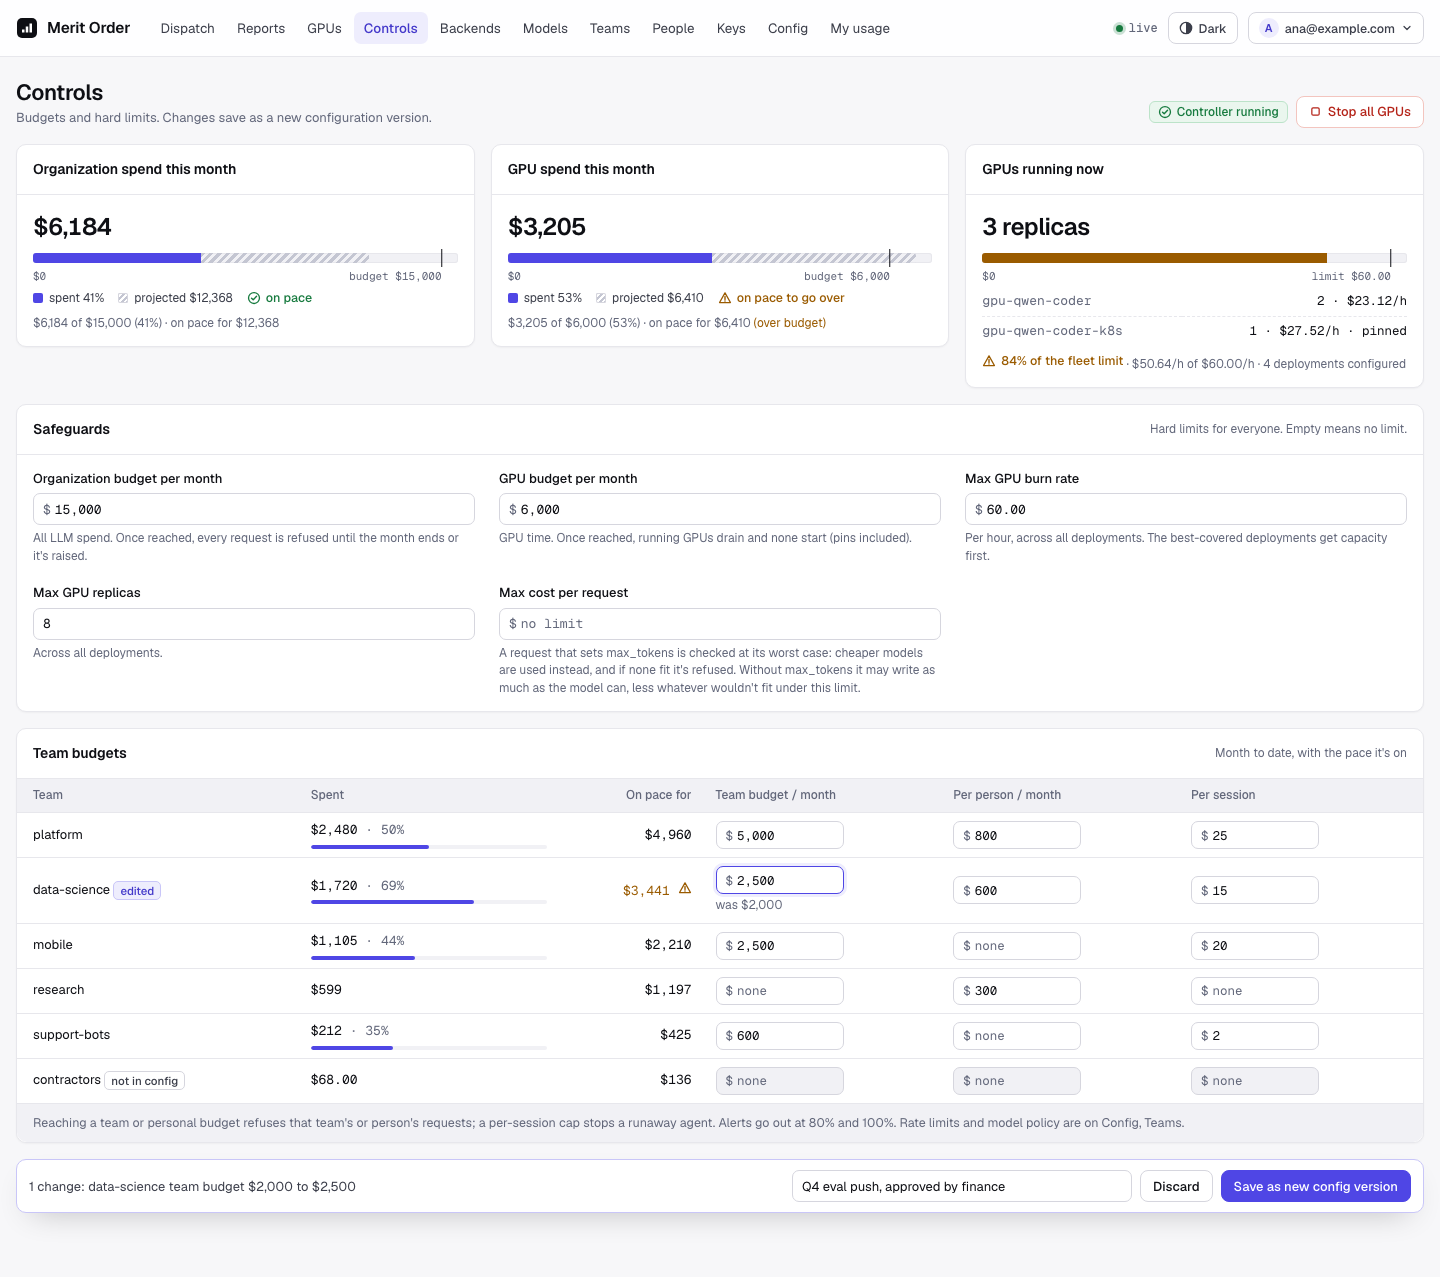 Merit Order
Dispatch
Reports
GPUs
Controls
Backends
Models
Teams
People
Keys
Config
My usage
live
Dark
A
ana@example.com
Controls
Budgets and hard limits. Changes save as a new configuration version.
Controller running
Stop all GPUs
Organization spend this month
$6,184
$0
budget $15,000
spent 41%
projected $12,368
on pace
$6,184 of $15,000 (41%) · on pace for $12,368
GPU spend this month
$3,205
$0
budget $6,000
spent 53%
projected $6,410
on pace to go over
$3,205 of $6,000 (53%) · on pace for $6,410 (over budget)
GPUs running now
3 replicas
$0
limit $60.00
gpu-qwen-coder
2 · $23.12/h
gpu-qwen-coder-k8s
1 · $27.52/h · pinned
84% of the fleet limit · $50.64/h of $60.00/h · 4 deployments configured
Safeguards
Hard limits for everyone. Empty means no limit.
Organization budget per month
$ 15,000
All LLM spend. Once reached, every request is refused until the month ends or
it's raised.
GPU budget per month
$ 6,000
GPU time. Once reached, running GPUs drain and none start (pins included).
Max GPU burn rate
$ 60.00
Per hour, across all deployments. The best-covered deployments get capacity
first.
Max GPU replicas
8
Across all deployments.
Max cost per request
$ no limit
A request that sets max_tokens is checked at its worst case: cheaper models
are used instead, and if none fit it's refused. Without max_tokens it may write as
much as the model can, less whatever wouldn't fit under this limit.
Team budgets
Month to date, with the pace it's on
Team
Spent
On pace for
Team budget / month
Per person / month
Per session
platform
$2,480 · 50%
$4,960
$ 5,000
$ 800
$ 25
data-science edited
$1,720 · 69%
$3,441
$ 2,500
was $2,000
$ 600
$ 15
mobile
$1,105 · 44%
$2,210
$ 2,500
$ none
$ 20
research
$599
$1,197
$ none
$ 300
$ none
support-bots
$212 · 35%
$425
$ 600
$ none
$ 2
contractors not in config
$68.00
$136
$ none
$ none
$ none
Reaching a team or personal budget refuses that team's or person's requests; a per-session cap stops a runaway agent. Alerts go out at 80% and 100%. Rate limits and model policy are on Config, Teams.
1 change: data-science team budget $2,000 to $2,500
Q4 eval push, approved by finance
Discard
Save as new config version